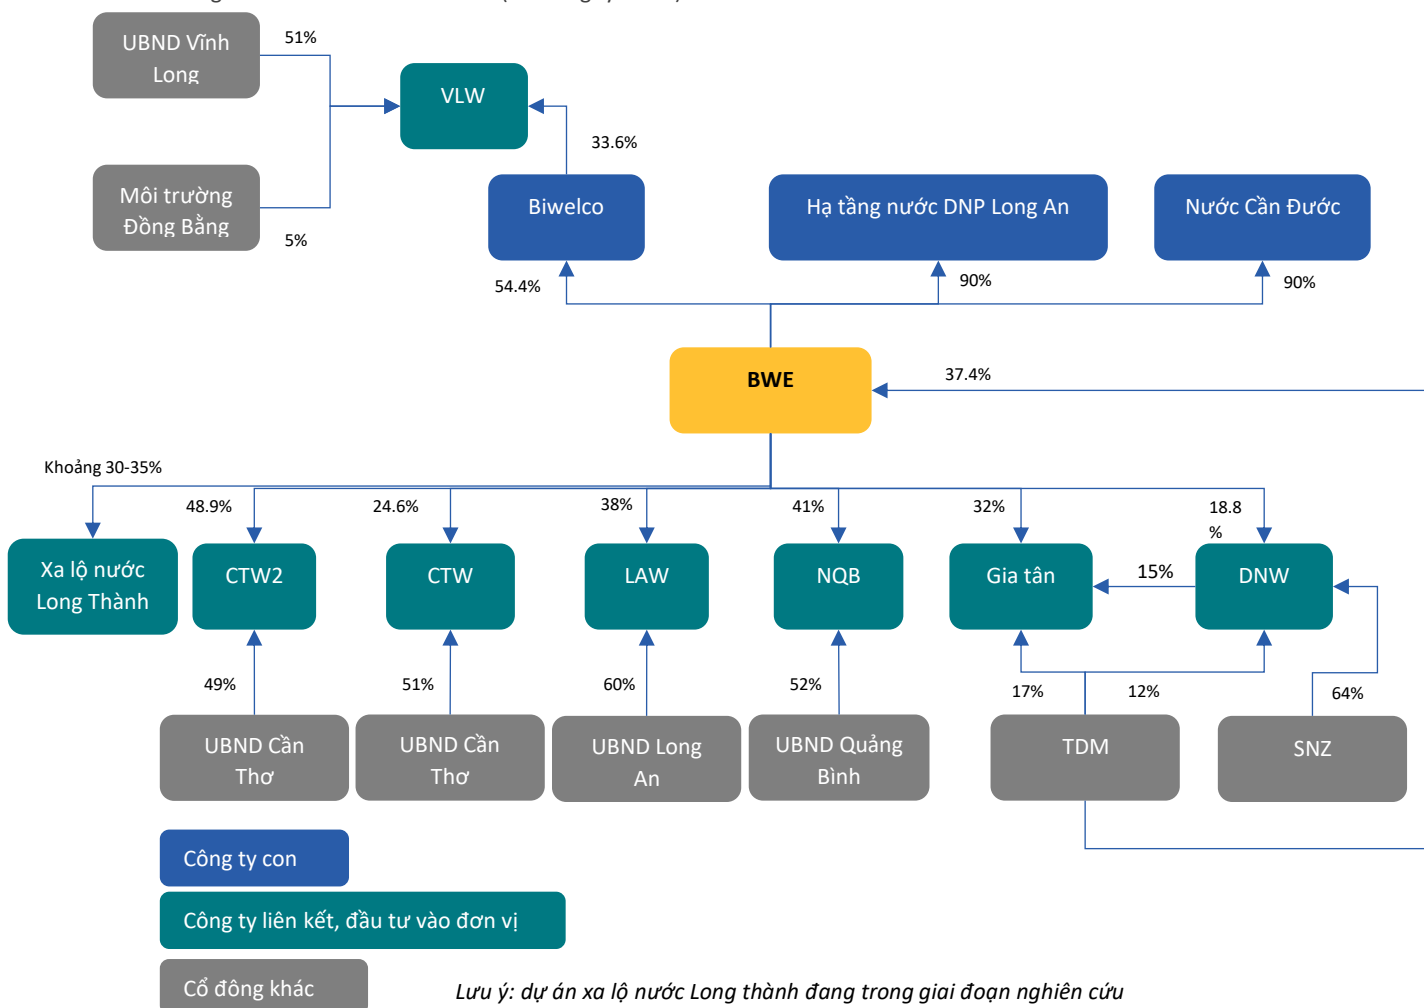 UBND Vĩnh
Long
51%
VLW
33.6%
Môi trường
Đồng Bằng
5%
Biwelco
Hạ tầng nước DNP Long An
Nước Cần Đước
54.4%
90%
90%
BWE
37.4%
Khoảng 30-35%
48.9%
24.6%
38%
41%
32%
18.8
%
Xa lộ nước
Long Thành
CTW2
CTW
LAW
NQB
Gia tân
15%
DNW
49%
51%
60%
52%
17%
12%
64%
UBND Cần
Thơ
UBND Cần
Thơ
UBND Long
An
UBND Quảng
Bình
TDM
SNZ
Công ty con
Công ty liên kết, đầu tư vào đơn vị
Cổ đông khác
Lưu ý: dự án xa lộ nước Long thành đang trong giai đoạn nghiên cứu